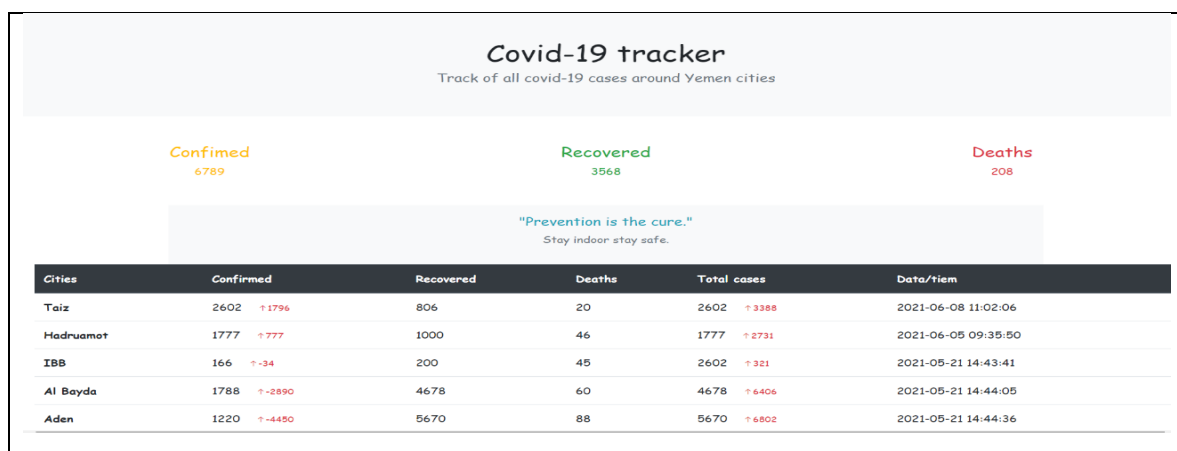 Covid-19 tracker
Track of all covid-19 cases around Yemen cities
Confimed Recovered Deaths
6789 3568 208
"Prevention is the cure."
Stay indoor stay safe.
Cities Confirmed Recovered Deaths Total cases Data/tiem
Taiz 2602 ↑1796 806 20 2602 ↑3388 2021-06-08 11:02:06
Hadruamot 1777 ↑777 1000 46 1777 ↑2731 2021-06-05 09:35:50
IBB 166 ↑-34 200 45 2602 ↑321 2021-05-21 14:43:41
Al Bayda 1788 ↑-2890 4678 60 4678 ↑6406 2021-05-21 14:44:05
Aden 1220 ↑-4450 5670 88 5670 ↑6802 2021-05-21 14:44:36